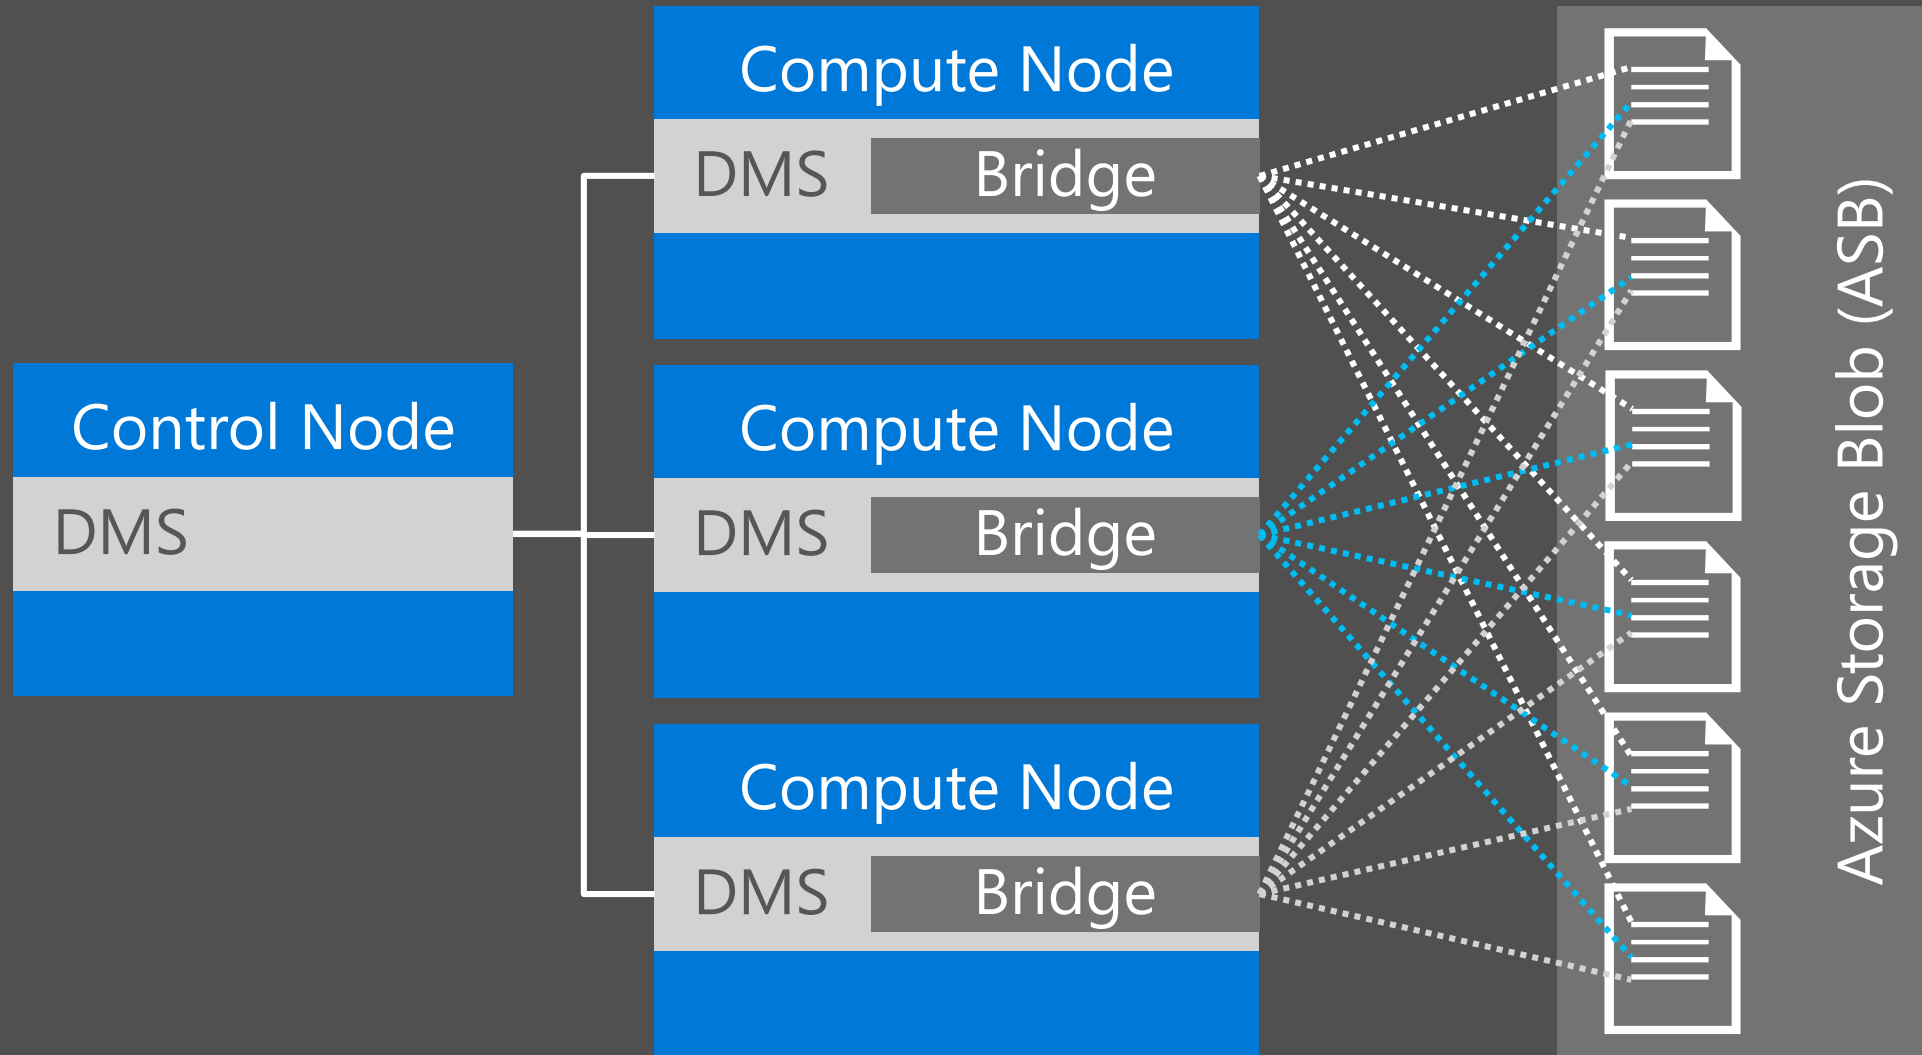 Control Node
DMS
Compute Node
DMS
Bridge
Compute Node
DMS
Bridge
Compute Node
DMS
Bridge
Azure Storage Blob (ASB)